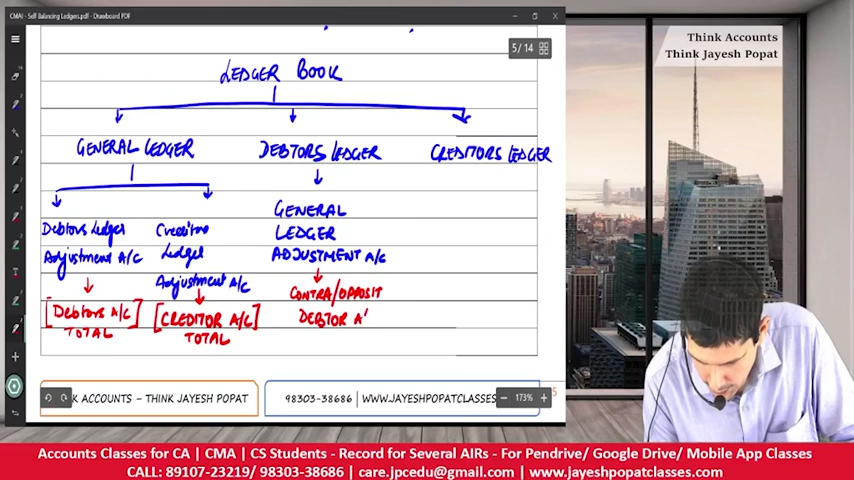 CMAI - Self Balancing Ledgers.pdf - Drawboard PDF
5 / 14
Think Accounts
Think Jayesh Popat
LEDGER BOOK
GENERAL LEDGER
DEBTORS LEDGER
CREDITORS LEDGER
Debtors Ledger
Adjustment A/C
[Debtors A/C]
TOTAL
Creditors
Ledger
Adjustment A/C
[CREDITOR A/C]
TOTAL
GENERAL
LEDGER
ADJUSTMENT A/C
CONTRA/OPPOSIT
DEBTOR A/
K ACCOUNTS – THINK JAYESH POPAT
98303-38686 | WWW.JAYESHPOPATCLASSES
173%
5
Accounts Classes for CA | CMA | CS Students - Record for Several AIRs - For Pendrive/ Google Drive/ Mobile App Classes
CALL: 89107-23219/ 98303-38686 | care.jpcedu@gmail.com | www.jayeshpopatclasses.com